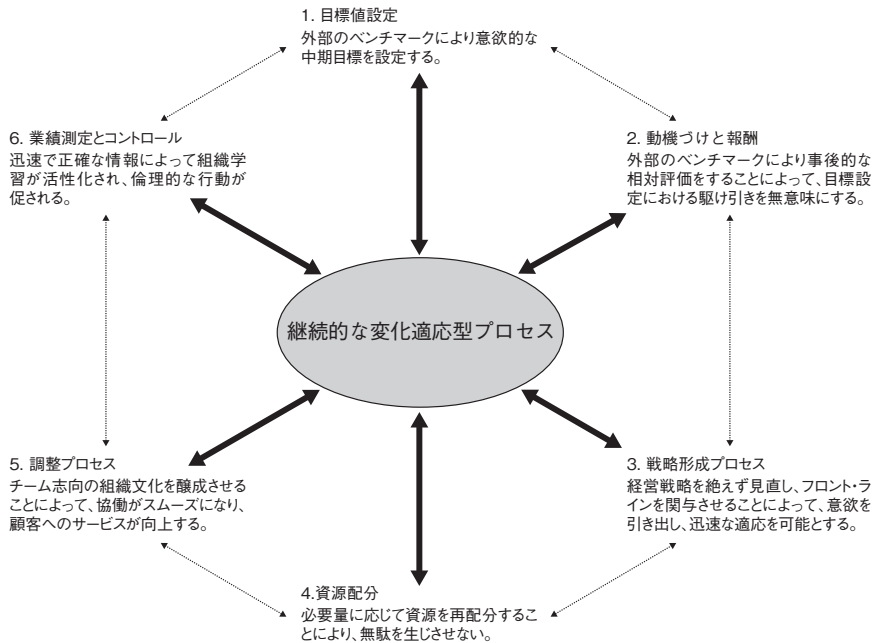 1. 目標値設定
外部のベンチマークにより意欲的な
中期目標を設定する。
6. 業績測定とコントロール
迅速で正確な情報によって組織学
習が活性化され、倫理的な行動が
促される。
2. 動機づけと報酬
外部のベンチマークにより事後的な
相対評価をすることによって、目標設
定における駆け引きを無意味にする。
継続的な変化適応型プロセス
5. 調整プロセス
チーム志向の組織文化を醸成させる
ことによって、協働がスムーズになり、
顧客へのサービスが向上する。
3. 戦略形成プロセス
経営戦略を絶えず見直し、フロント・ラ
インを関与させることによって、意欲を
引き出し、迅速な適応を可能とする。
4.資源配分
必要量に応じて資源を再配分するこ
とにより、無駄を生じさせない。